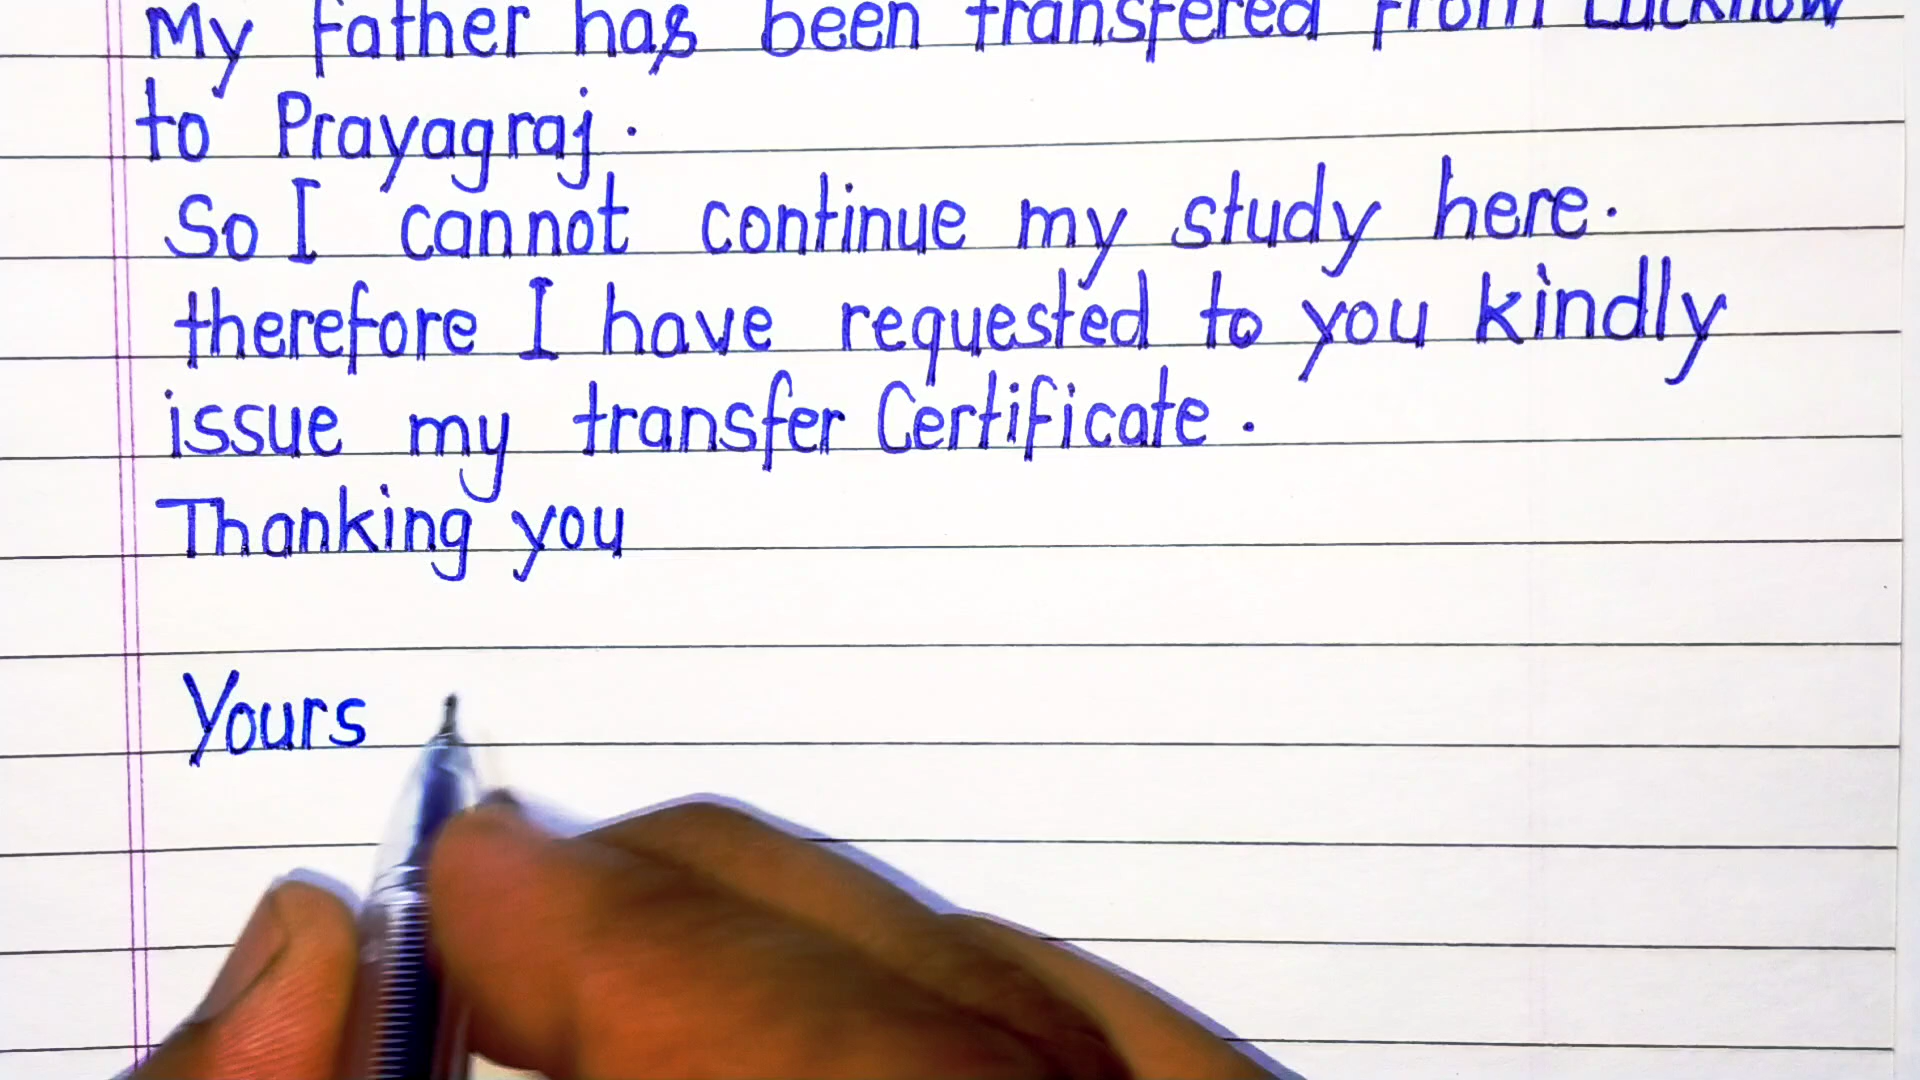 My Father has been transfered from Lucknow
to Prayagraj.
So I cannot continue my study here.
therefore I have requested to you kindly
issue my transfer Certificate.
Thanking you
Yours